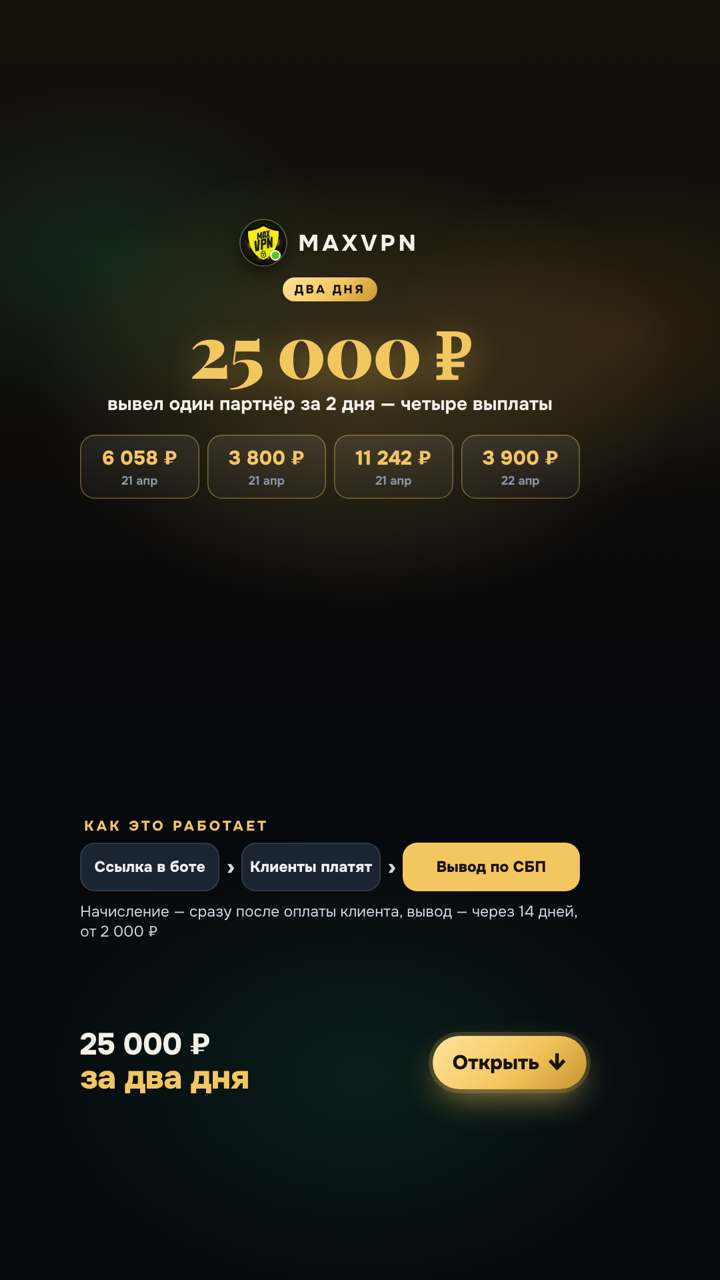 MAX VPN
MAXVPN
ДВА ДНЯ
25 000 ₽
вывел один партнёр за 2 дня — четыре выплаты
6 058 ₽ 3 800 ₽ 11 242 ₽ 3 900 ₽
21 апр 21 апр 21 апр 22 апр
КАК ЭТО РАБОТАЕТ
Ссылка в боте › Клиенты платят › Вывод по СБП
Начисление — сразу после оплаты клиента, вывод — через 14 дней,
от 2 000 ₽
25 000 ₽
за два дня
Открыть ↓